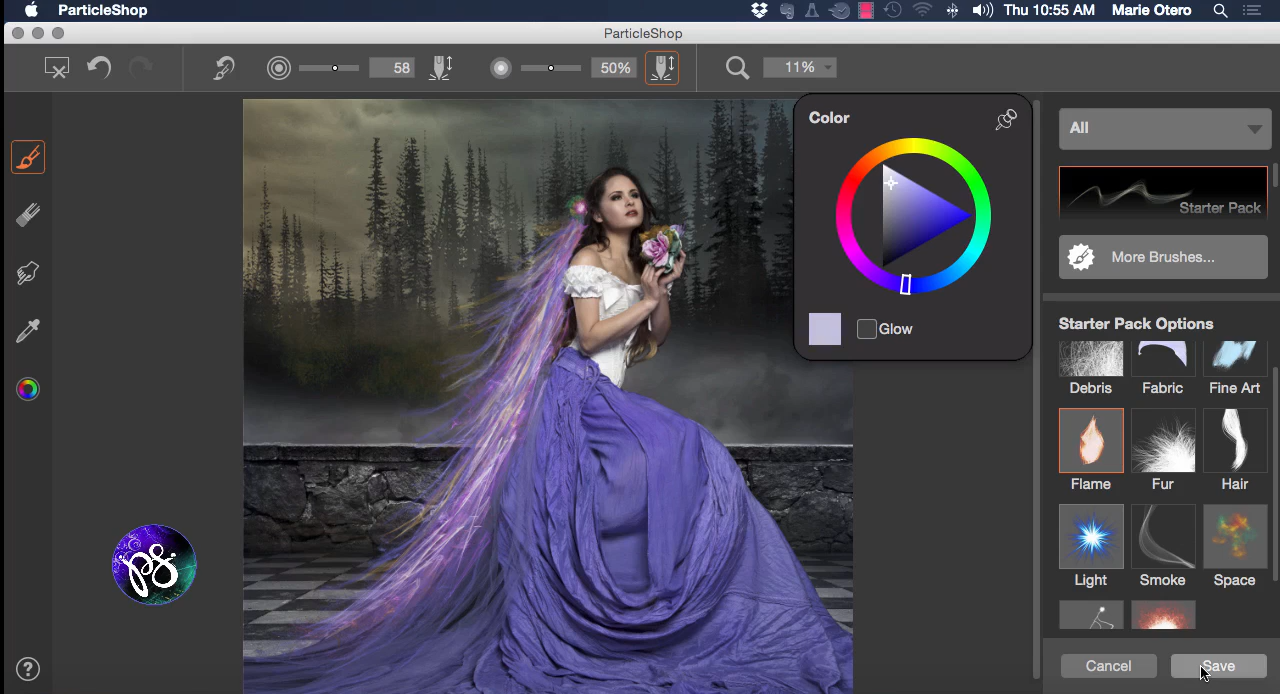 ParticleShop
Thu 10:55 AM Marie Otero
ParticleShop
58
50%
11%
Color
Glow
All
Starter Pack
More Brushes...
Starter Pack Options
Debris Fabric Fine Art
Flame Fur Hair
Light Smoke Space
ps
?
Cancel Save